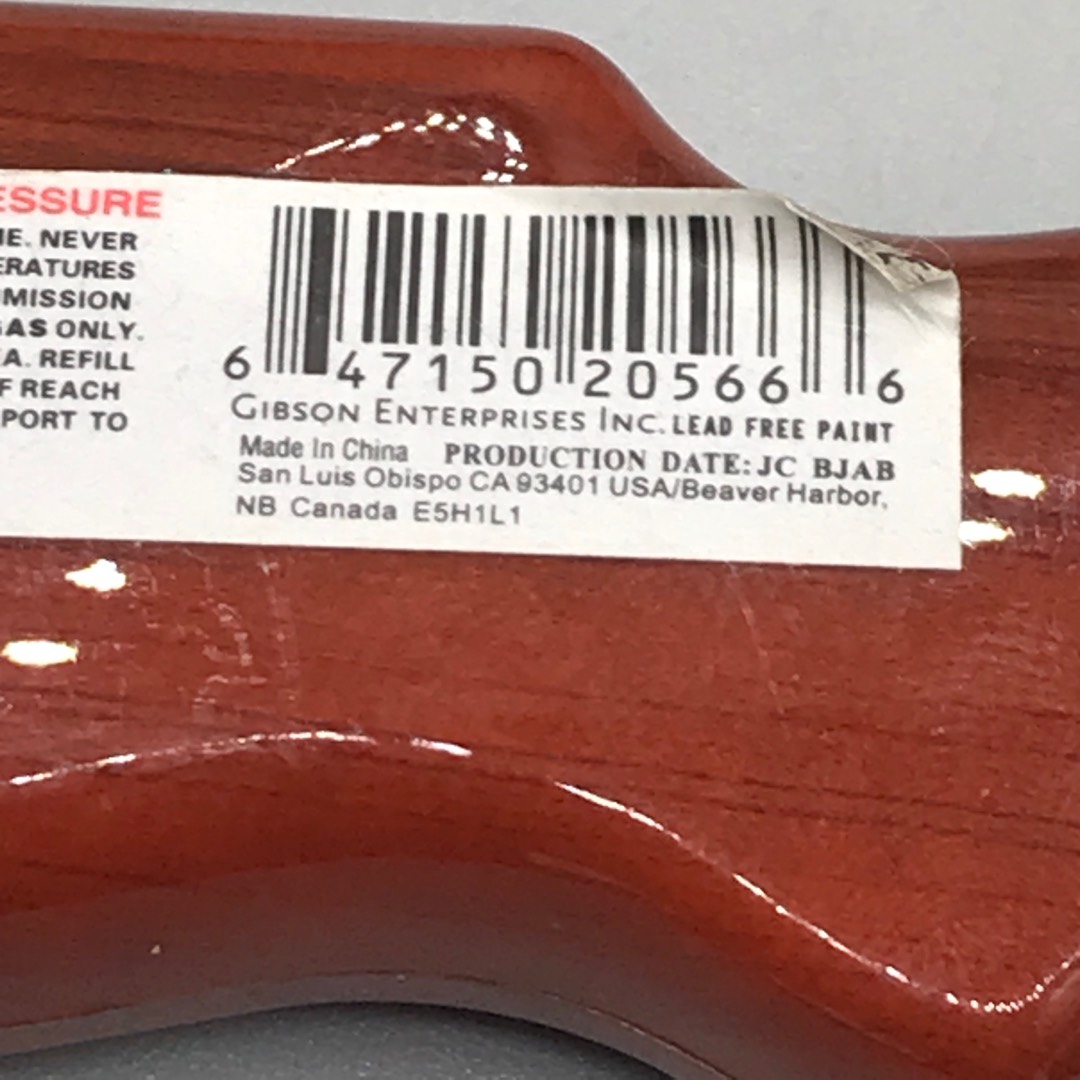 ESSURE
IE. NEVER
ERATURES
MISSION
GAS ONLY.
A. REFILL
F REACH
PORT TO
6 47150 20566 6
GIBSON ENTERPRISES INC. LEAD FREE PAINT
Made In China PRODUCTION DATE: JC BJAB
San Luis Obispo CA 93401 USA/Beaver Harbor,
NB Canada E5H1L1